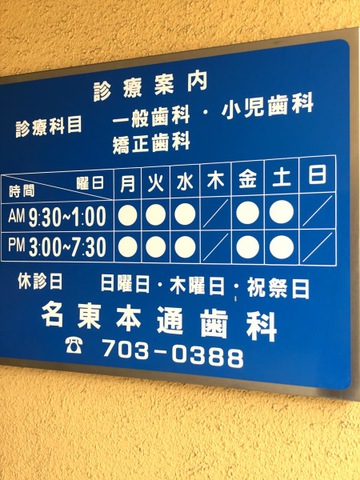 診療案内
診療科目 一般歯科・小児歯科
矯正歯科
時間 曜日 月 火 水 木 金 土 日
AM 9:30~1:00 ● ● ● ／ ● ● ／
PM 3:00~7:30 ● ● ● ／ ● ● ／
休診日 日曜日・木曜日・祝祭日
名東本通歯科
☎ 703-0388